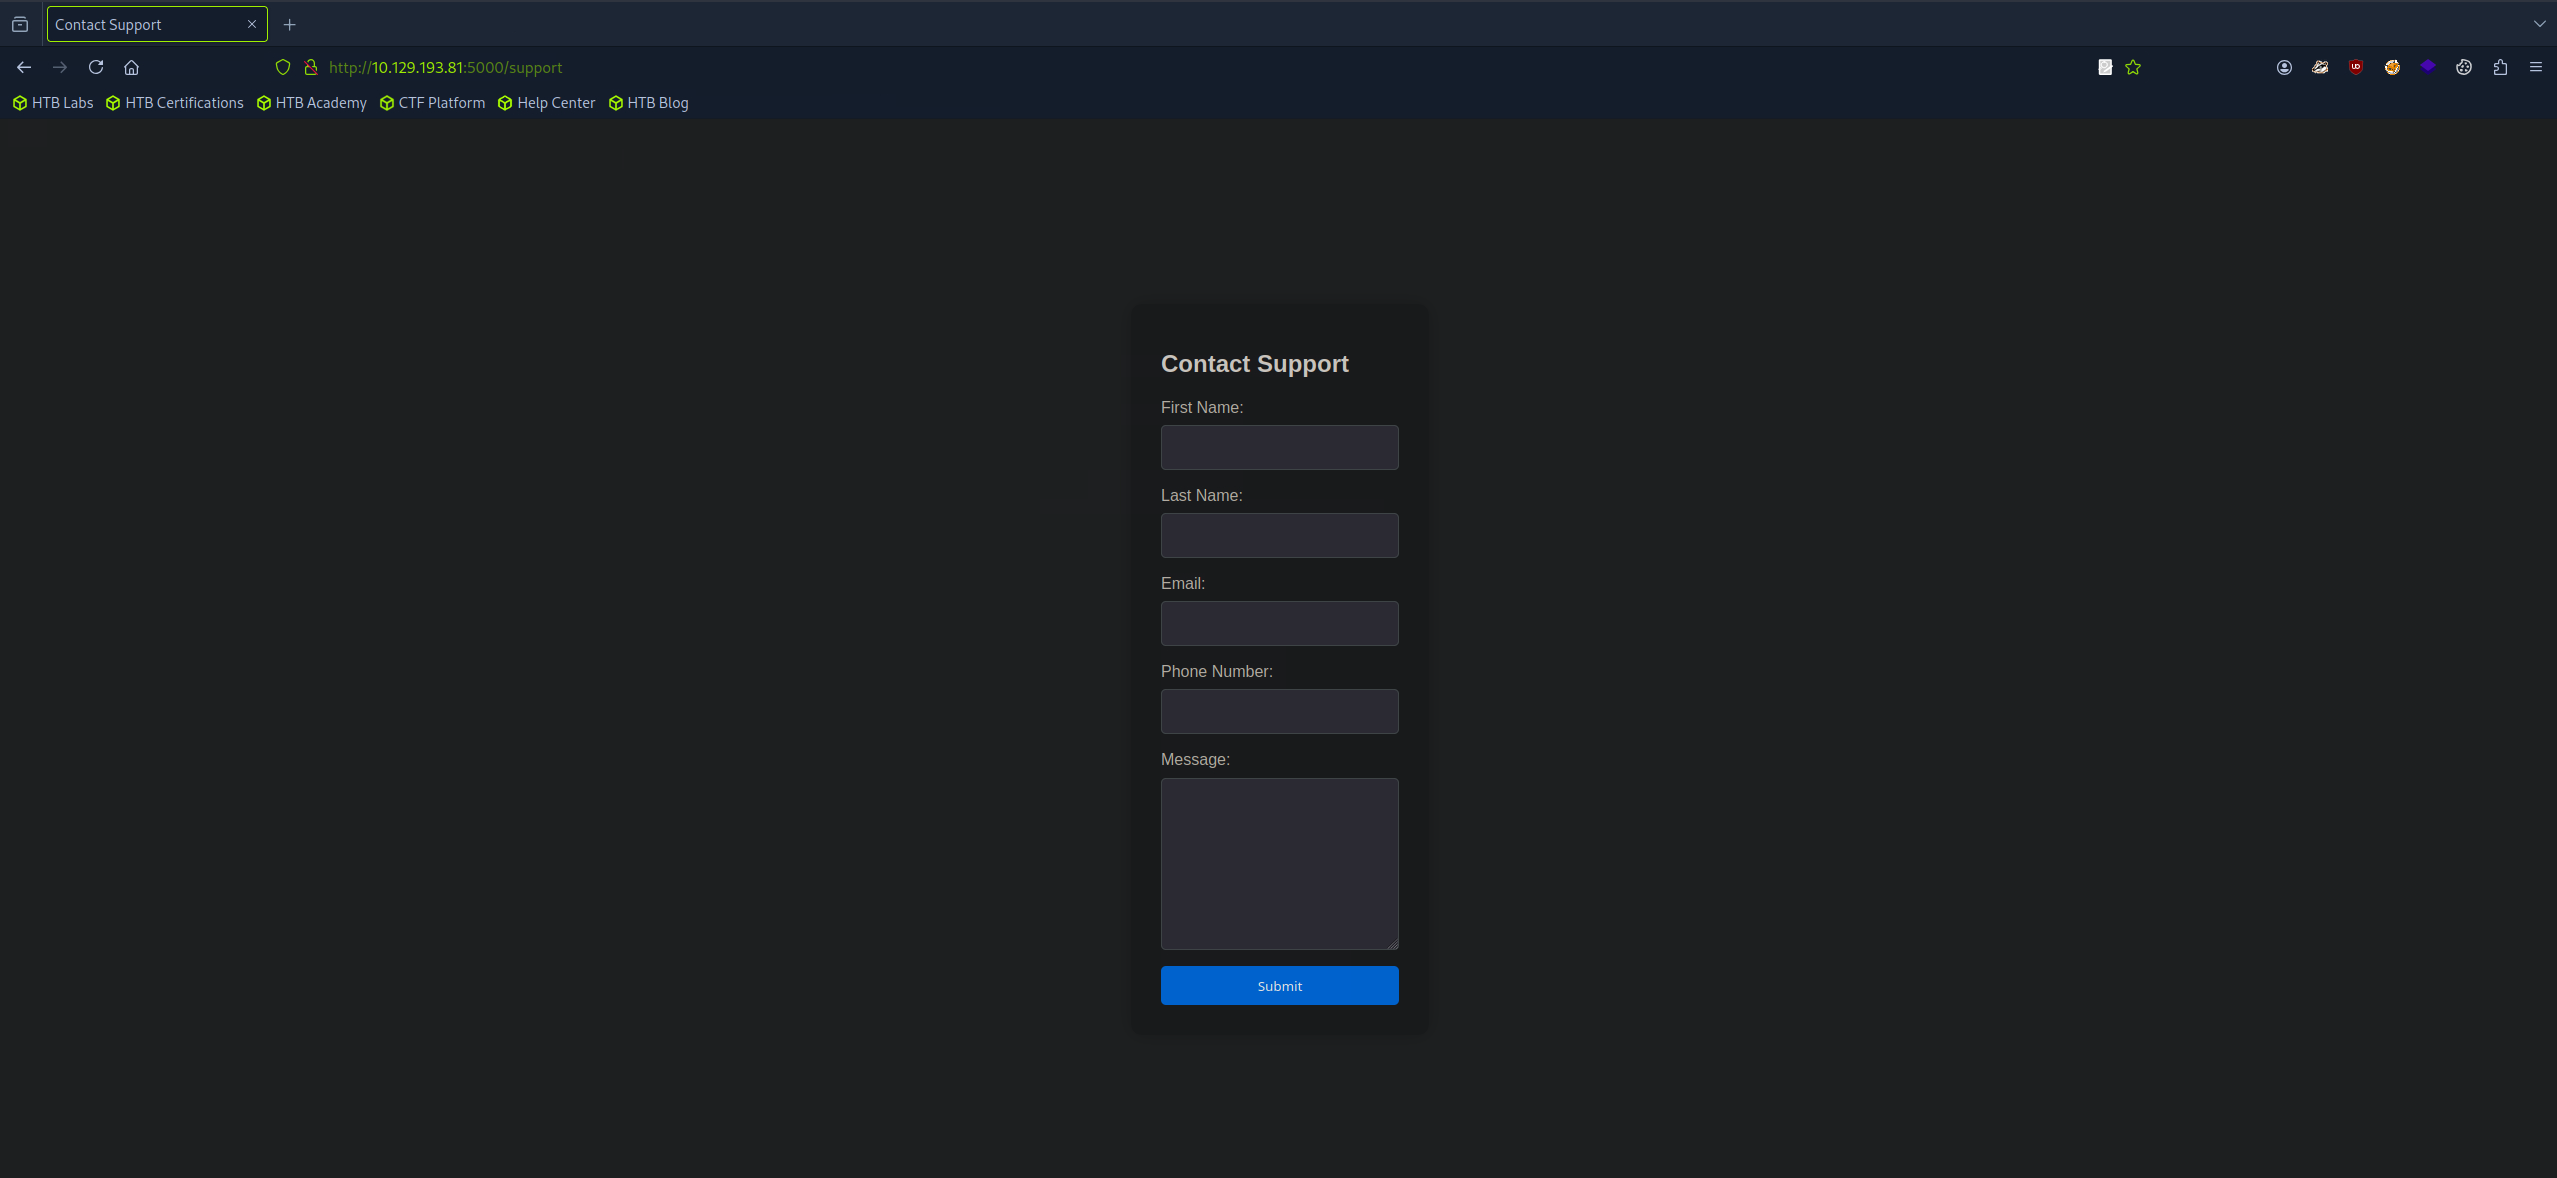 Contact Support
http://10.129.193.81:5000/support
HTB Labs HTB Certifications HTB Academy CTF Platform Help Center HTB Blog
Contact Support
First Name:
Last Name:
Email:
Phone Number:
Message:
Submit